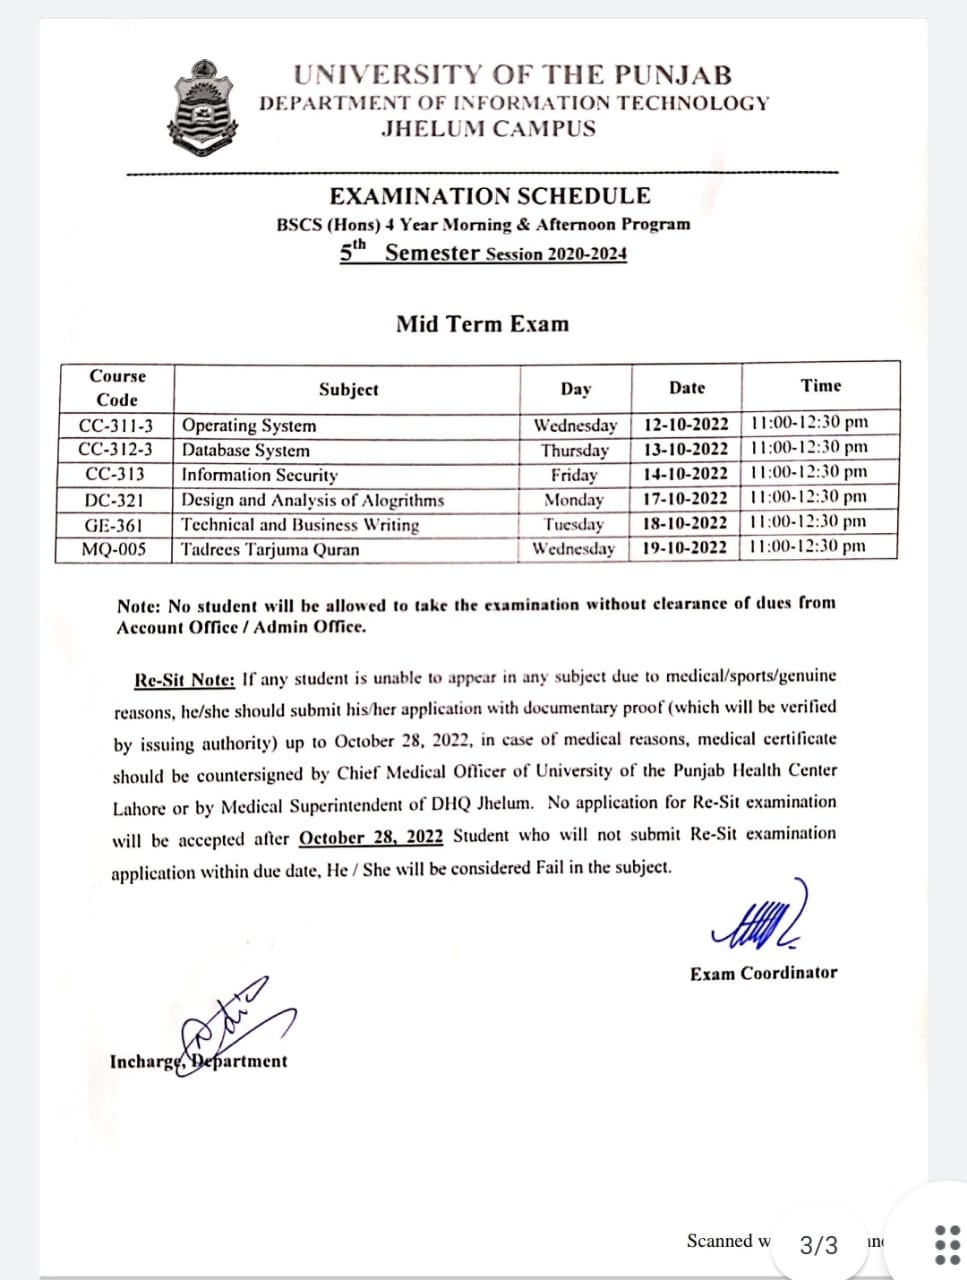 UNIVERSITY OF THE PUNJAB
DEPARTMENT OF INFORMATION TECHNOLOGY
JHELUM CAMPUS
EXAMINATION SCHEDULE
BSCS (Hons) 4 Year Morning & Afternoon Program
5th Semester Session 2020-2024
Mid Term Exam
Course Code Subject Day Date Time
CC-311-3 Operating System Wednesday 12-10-2022 11:00-12:30 pm
CC-312-3 Database System Thursday 13-10-2022 11:00-12:30 pm
CC-313 Information Security Friday 14-10-2022 11:00-12:30 pm
DC-321 Design and Analysis of Alogrithms Monday 17-10-2022 11:00-12:30 pm
GE-361 Technical and Business Writing Tuesday 18-10-2022 11:00-12:30 pm
MQ-005 Tadrees Tarjuma Quran Wednesday 19-10-2022 11:00-12:30 pm
Note: No student will be allowed to take the examination without clearance of dues from
Account Office / Admin Office.
Re-Sit Note: If any student is unable to appear in any subject due to medical/sports/genuine
reasons, he/she should submit his/her application with documentary proof (which will be verified
by issuing authority) up to October 28, 2022, in case of medical reasons, medical certificate
should be countersigned by Chief Medical Officer of University of the Punjab Health Center
Lahore or by Medical Superintendent of DHQ Jhelum. No application for Re-Sit examination
will be accepted after October 28, 2022 Student who will not submit Re-Sit examination
application within due date, He / She will be considered Fail in the subject.
Exam Coordinator
Incharge, Department
Scanned w
3/3